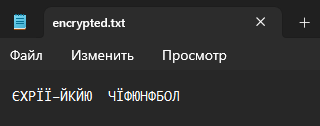 encrypted.txt
Файл Изменить Просмотр
ЄХРЇЇ–ЙКЙЮ ЧЇФЮНФБОЛ